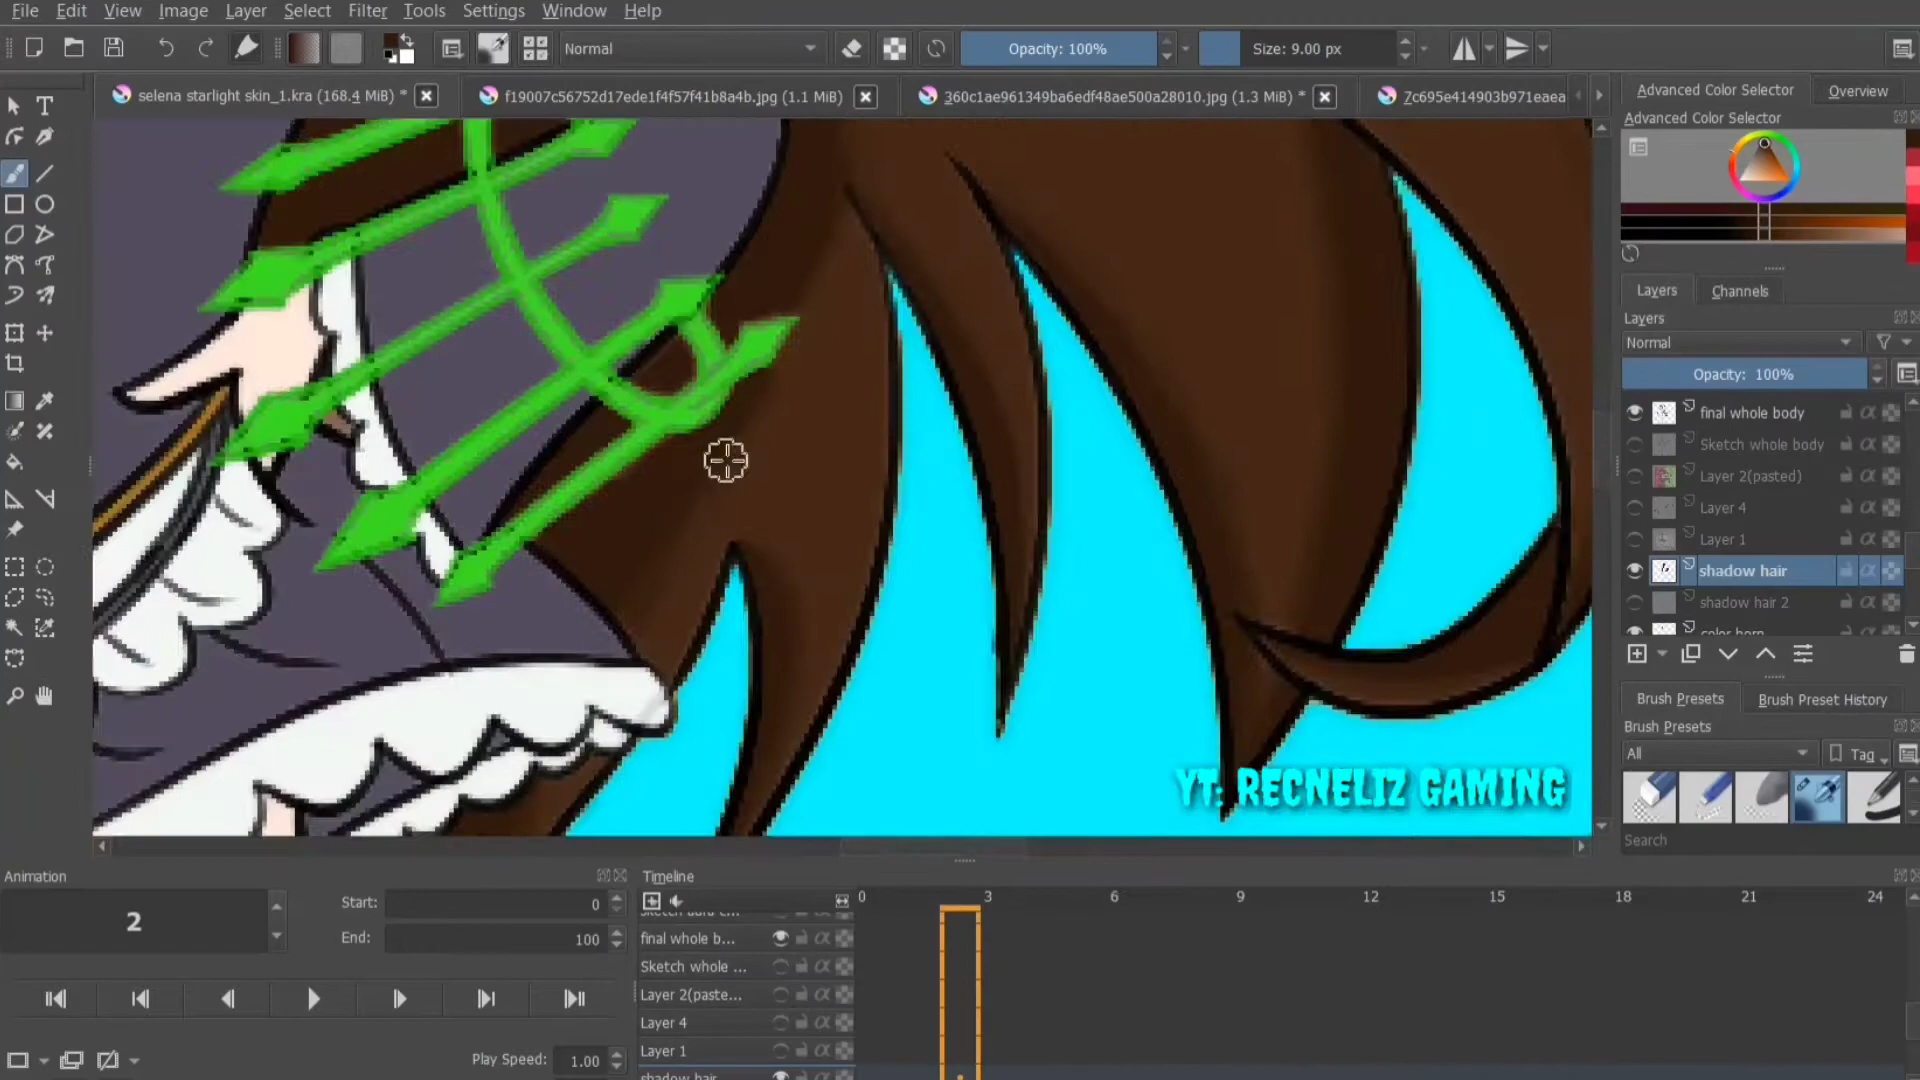 File Edit View Image Layer Select Filter Tools Settings Window Help
Normal Opacity: 100% Size: 9.00 px
selena starlight skin_1.kra (168.4 MiB) * f19007c56752d17ede1f4f57f41b8a4b.jpg (1.1 MiB) 360c1ae961349ba6edf48ae500a28010.jpg (1.3 MiB) * 7c695e414903b971eaea
Advanced Color Selector Overview
Advanced Color Selector
Layers Channels
Layers
Normal
Opacity: 100%
final whole body
Sketch whole body
Layer 2(pasted)
Layer 4
Layer 1
shadow hair
shadow hair 2
color horn
Brush Presets Brush Preset History
Brush Presets
All Tag
Search
YT: RECNELIZ GAMING
Animation
2
Start: 0
End: 100
Play Speed: 1.00
Timeline
0 3 6 9 12 15 18 21 24
final whole b...
Sketch whole ...
Layer 2(paste...
Layer 4
Layer 1
shadow hair